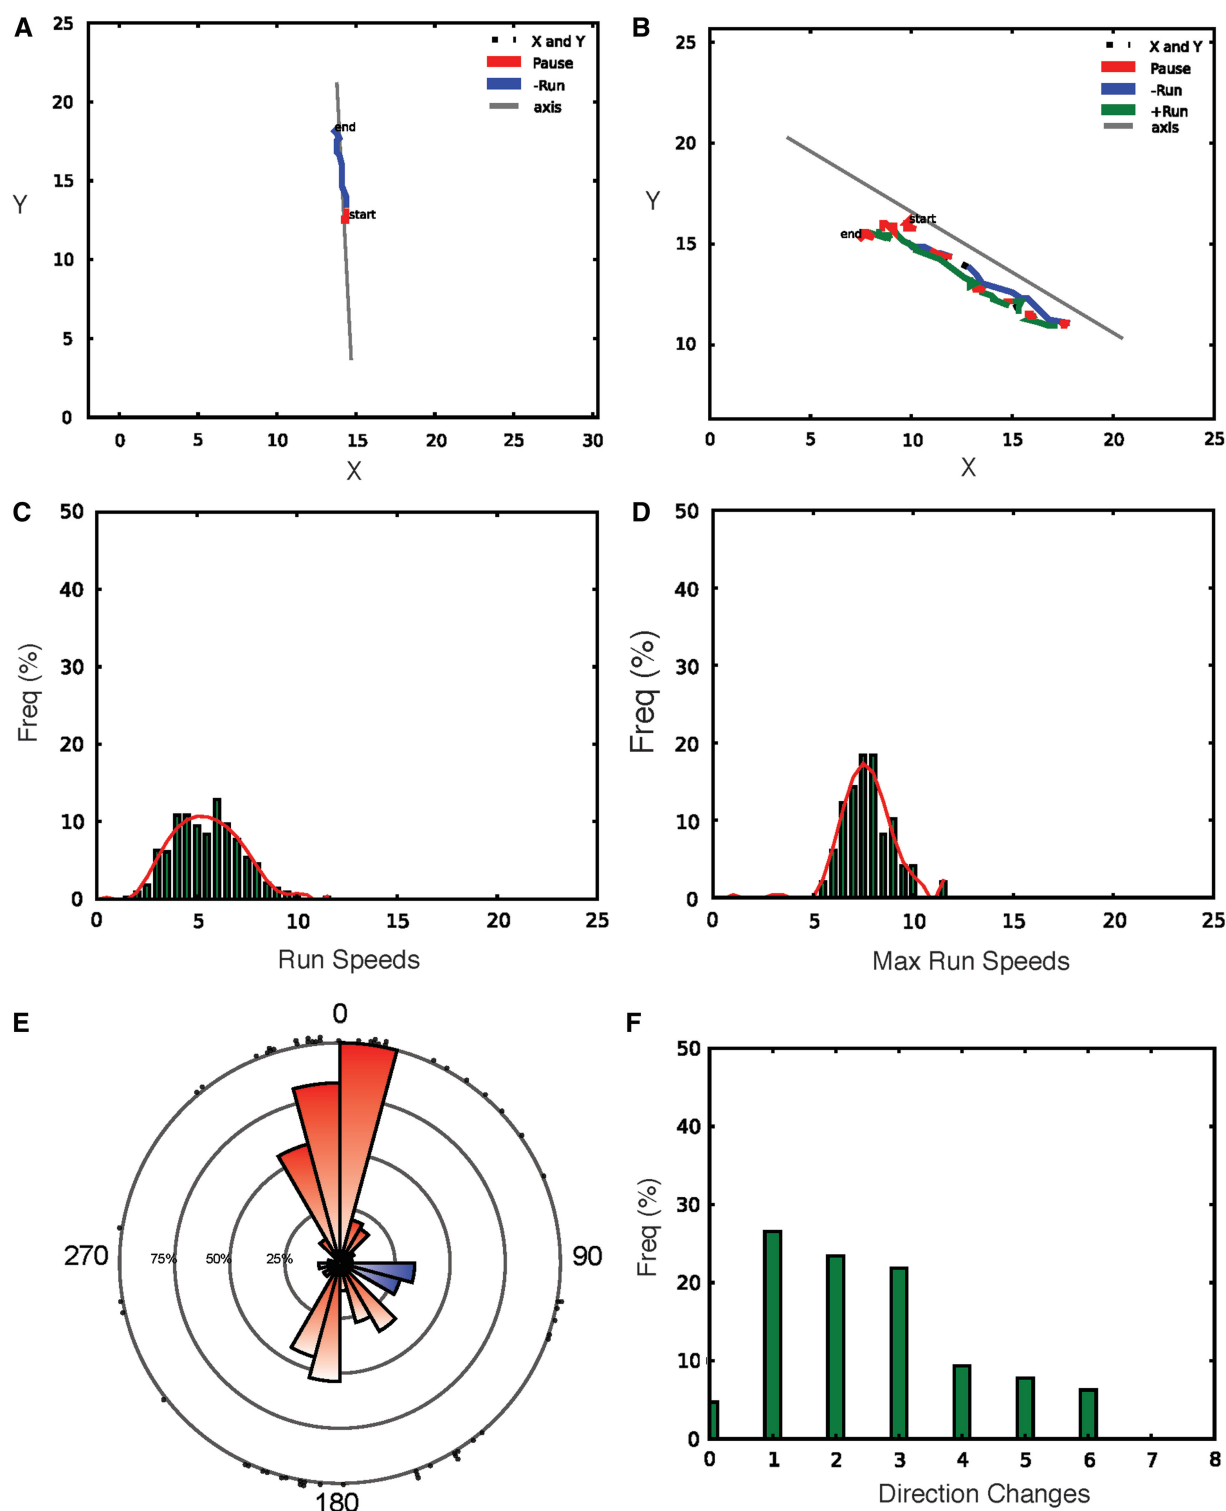 A
25
20
15
10
5
0
Y
0 5 10 15 20 25 30
X
X and Y
Pause
-Run
axis
end
start
B
25
20
15
10
Y
0 5 10 15 20 25
X
X and Y
Pause
-Run
+Run
axis
start
end
C
50
40
30
20
10
0
Freq (%)
0 5 10 15 20 25
Run Speeds
D
50
40
30
20
10
0
Freq (%)
0 5 10 15 20 25
Max Run Speeds
E
0
270 75% 50% 25% 90
180
F
50
40
30
20
10
0
Freq (%)
0 1 2 3 4 5 6 7 8
Direction Changes